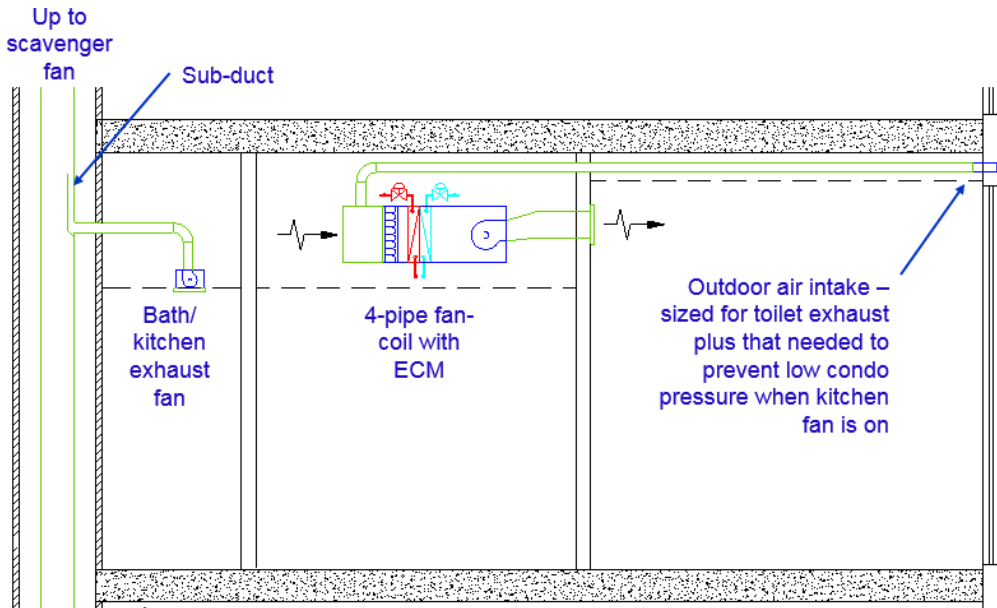 Up to
scavenger
fan
Sub-duct
Bath/
kitchen
exhaust
fan
4-pipe fan-
coil with
ECM
Outdoor air intake –
sized for toilet exhaust
plus that needed to
prevent low condo
pressure when kitchen
fan is on